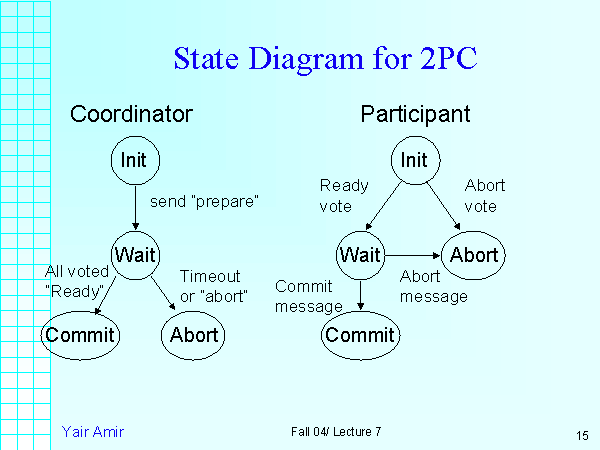 State Diagram for 2PC
Coordinator
Init
send "prepare"
Wait
All voted
"Ready"
Timeout
or "abort"
Commit
Abort
Participant
Init
Ready
vote
Abort
vote
Wait
Abort
Commit
message
Abort
message
Commit
Yair Amir
Fall 04/ Lecture 7
15